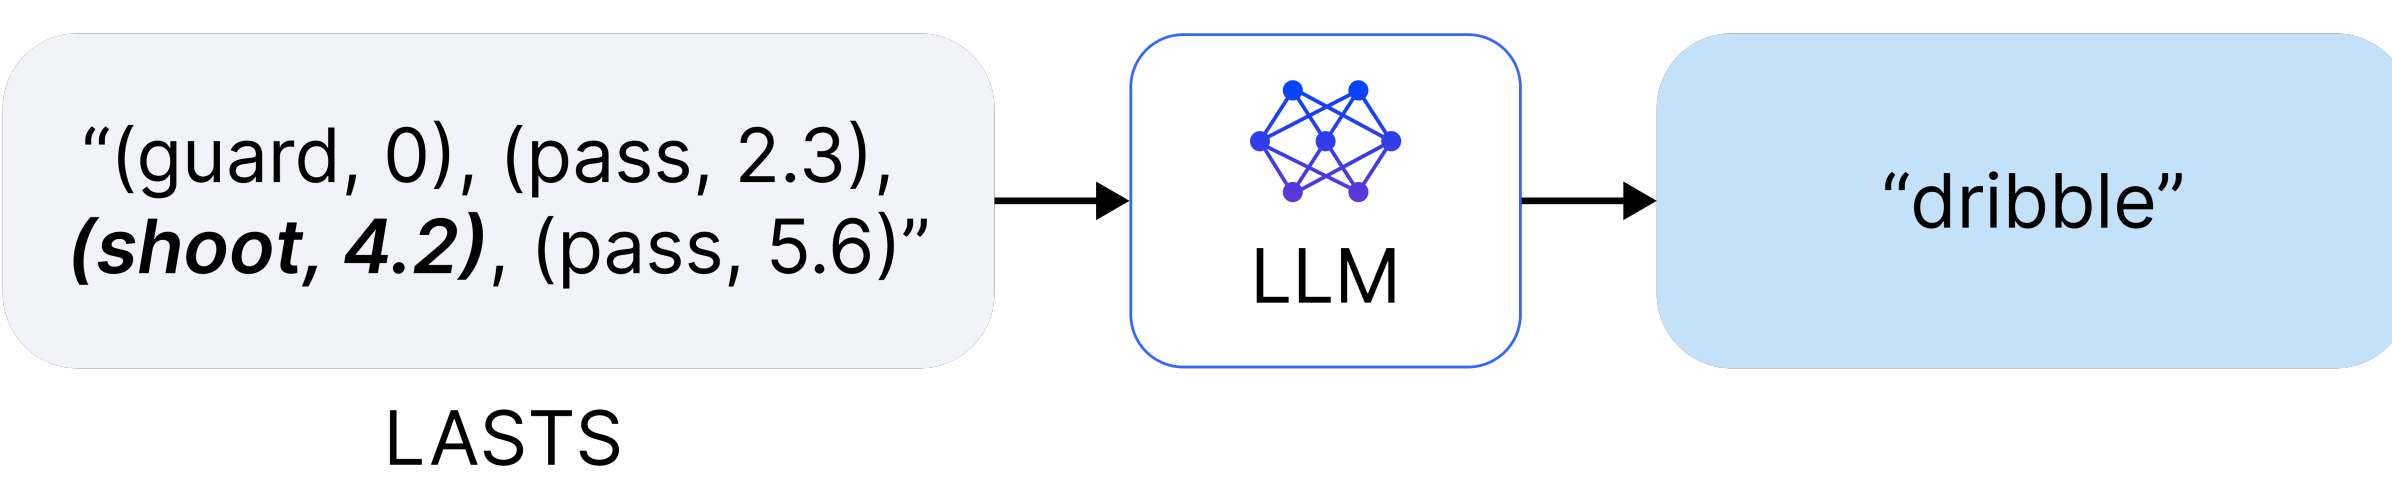 “(guard, 0), (pass, 2.3),
(shoot, 4.2), (pass, 5.6)”
LASTS
LLM
“dribble”